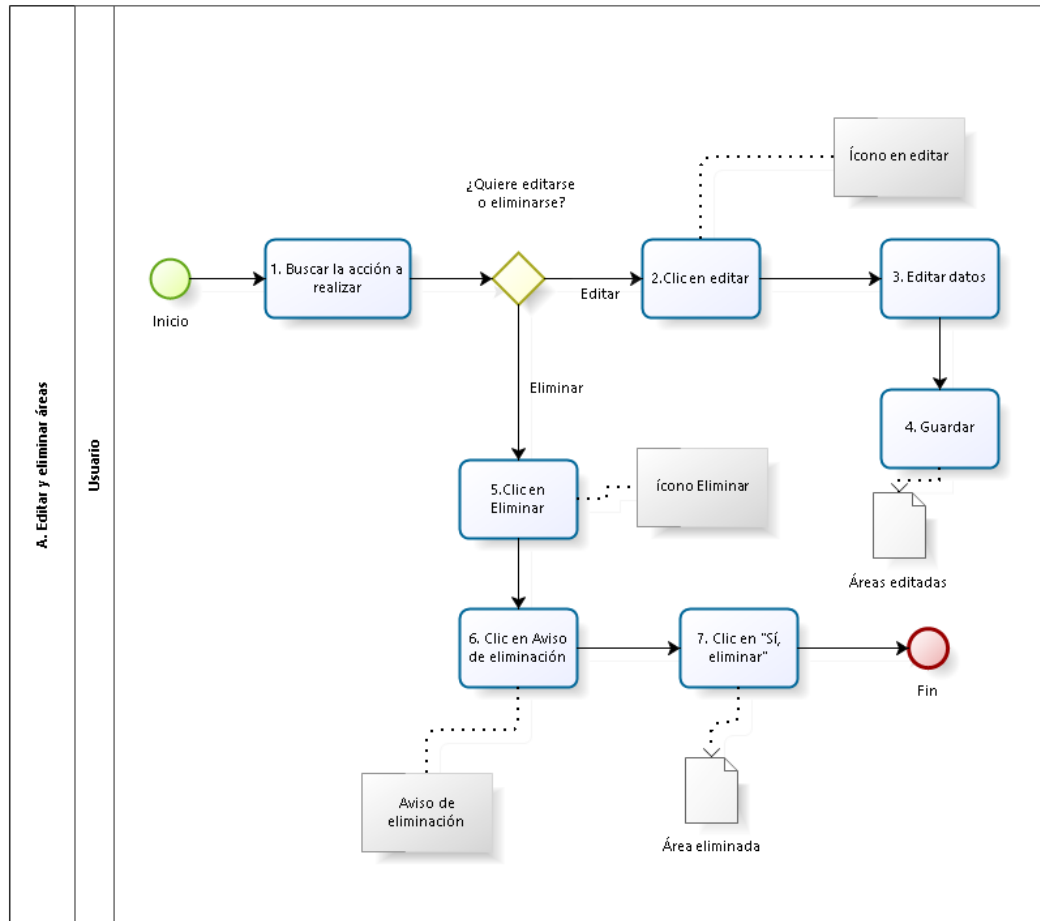 A. Editar y eliminar áreas
Usuario
Inicio
1. Buscar la acción a
realizar
¿Quiere editarse
o eliminarse?
Editar
2.Clic en editar
Ícono en editar
3. Editar datos
4. Guardar
Áreas editadas
Eliminar
5.Clic en
Eliminar
ícono Eliminar
6. Clic en Aviso
de eliminación
7. Clic en "Sí,
eliminar"
Fin
Aviso de
eliminación
Área eliminada